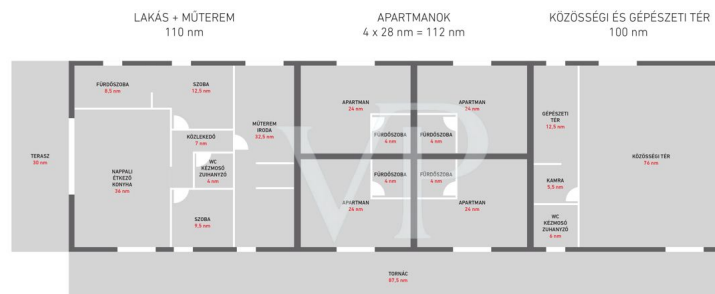 LAKÁS + MŰTEREM
110 nm
APARTMANOK
4 x 28 nm = 112 nm
KÖZÖSSÉGI ÉS GÉPÉSZETI TÉR
100 nm
FÜRDŐSZOBA
8.5 nm
SZOBA
12,5 nm
TERASZ
30 nm
NAPPALI
ÉTKEZŐ
KONYHA
36 nm
KÖZLEKEDŐ
7 nm
WC
KÉZMOSÓ
ZUHANYZÓ
4 nm
SZOBA
9,5 nm
MŰTEREM
IRODA
32,5 nm
APARTMAN
24 nm
APARTMAN
74 nm
FÜRDŐSZOBA
4 nm
FÜRDŐSZOBA
4 nm
FÜRDŐSZOBA
4 nm
FÜRDŐSZOBA
4 nm
APARTMAN
24 nm
APARTMAN
24 nm
GÉPÉSZETI
TÉR
12,5 nm
KAMRA
5,5 nm
WC
KÉZMOSÓ
ZUHANYZÓ
6 nm
KÖZÖSSÉGI TÉR
76 nm
TORNÁC
87,5 nm
VP